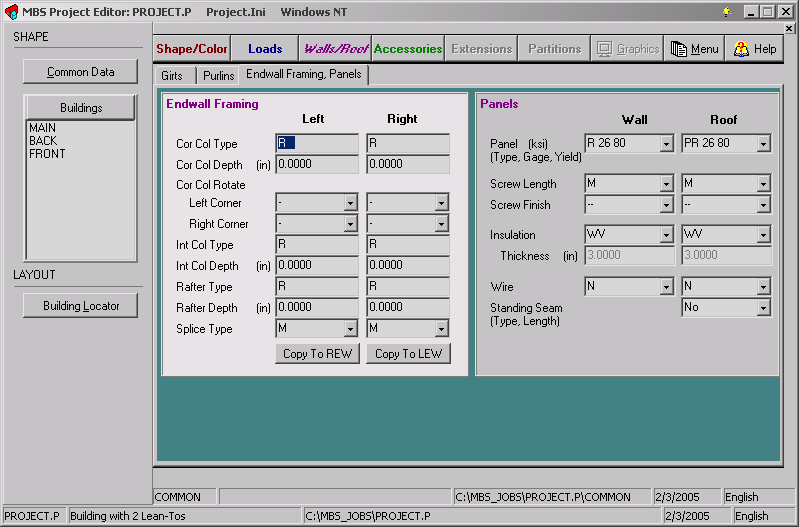 MBS Project Editor: PROJECT.P Project.Ini Windows NT
SHAPE
Common Data
Buildings
MAIN
BACK
FRONT
LAYOUT
Building Locator
Shape/Color Loads Walls/Roof Accessories Extensions Partitions Graphics Menu Help
Girts Purlins Endwall Framing, Panels
Endwall Framing
Left Right
Cor Col Type R R
Cor Col Depth (in) 0.0000 0.0000
Cor Col Rotate
Left Corner - -
Right Corner - -
Int Col Type R R
Int Col Depth (in) 0.0000 0.0000
Rafter Type R R
Rafter Depth (in) 0.0000 0.0000
Splice Type M M
Copy To REW Copy To LEW
Panels
Wall Roof
Panel (ksi) R 26 80 PR 26 80
(Type, Gage, Yield)
Screw Length M M
Screw Finish -- --
Insulation WV WV
Thickness (in) 3.0000 3.0000
Wire N N
Standing Seam No
(Type, Length)
COMMON C:\MBS_JOBS\PROJECT.P\COMMON 2/3/2005 English
PROJECT.P Building with 2 Lean-Tos C:\MBS_JOBS\PROJECT.P 2/3/2005 English